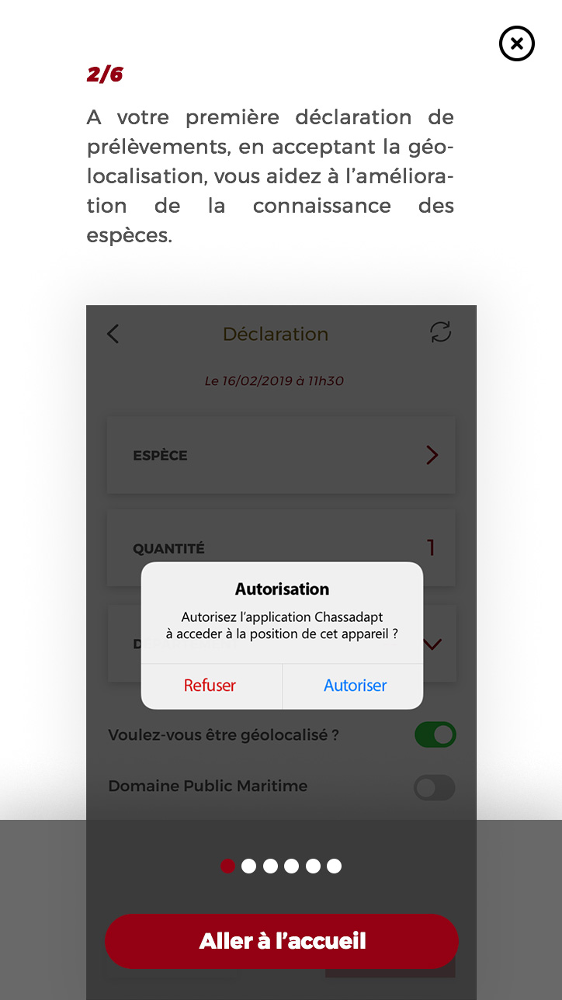 2/6
A votre première déclaration de
prélèvements, en acceptant la géo-
localisation, vous aidez à l'améliora-
tion de la connaissance des
espèces.
Déclaration
Le 16/02/2019 à 11h30
ESPÈCE
QUANTITÉ 1
Autorisation
Autorisez l'application Chassadapt
à acceder à la position de cet appareil ?
Refuser Autoriser
Voulez-vous être géolocalisé ?
Domaine Public Maritime
Aller à l'accueil